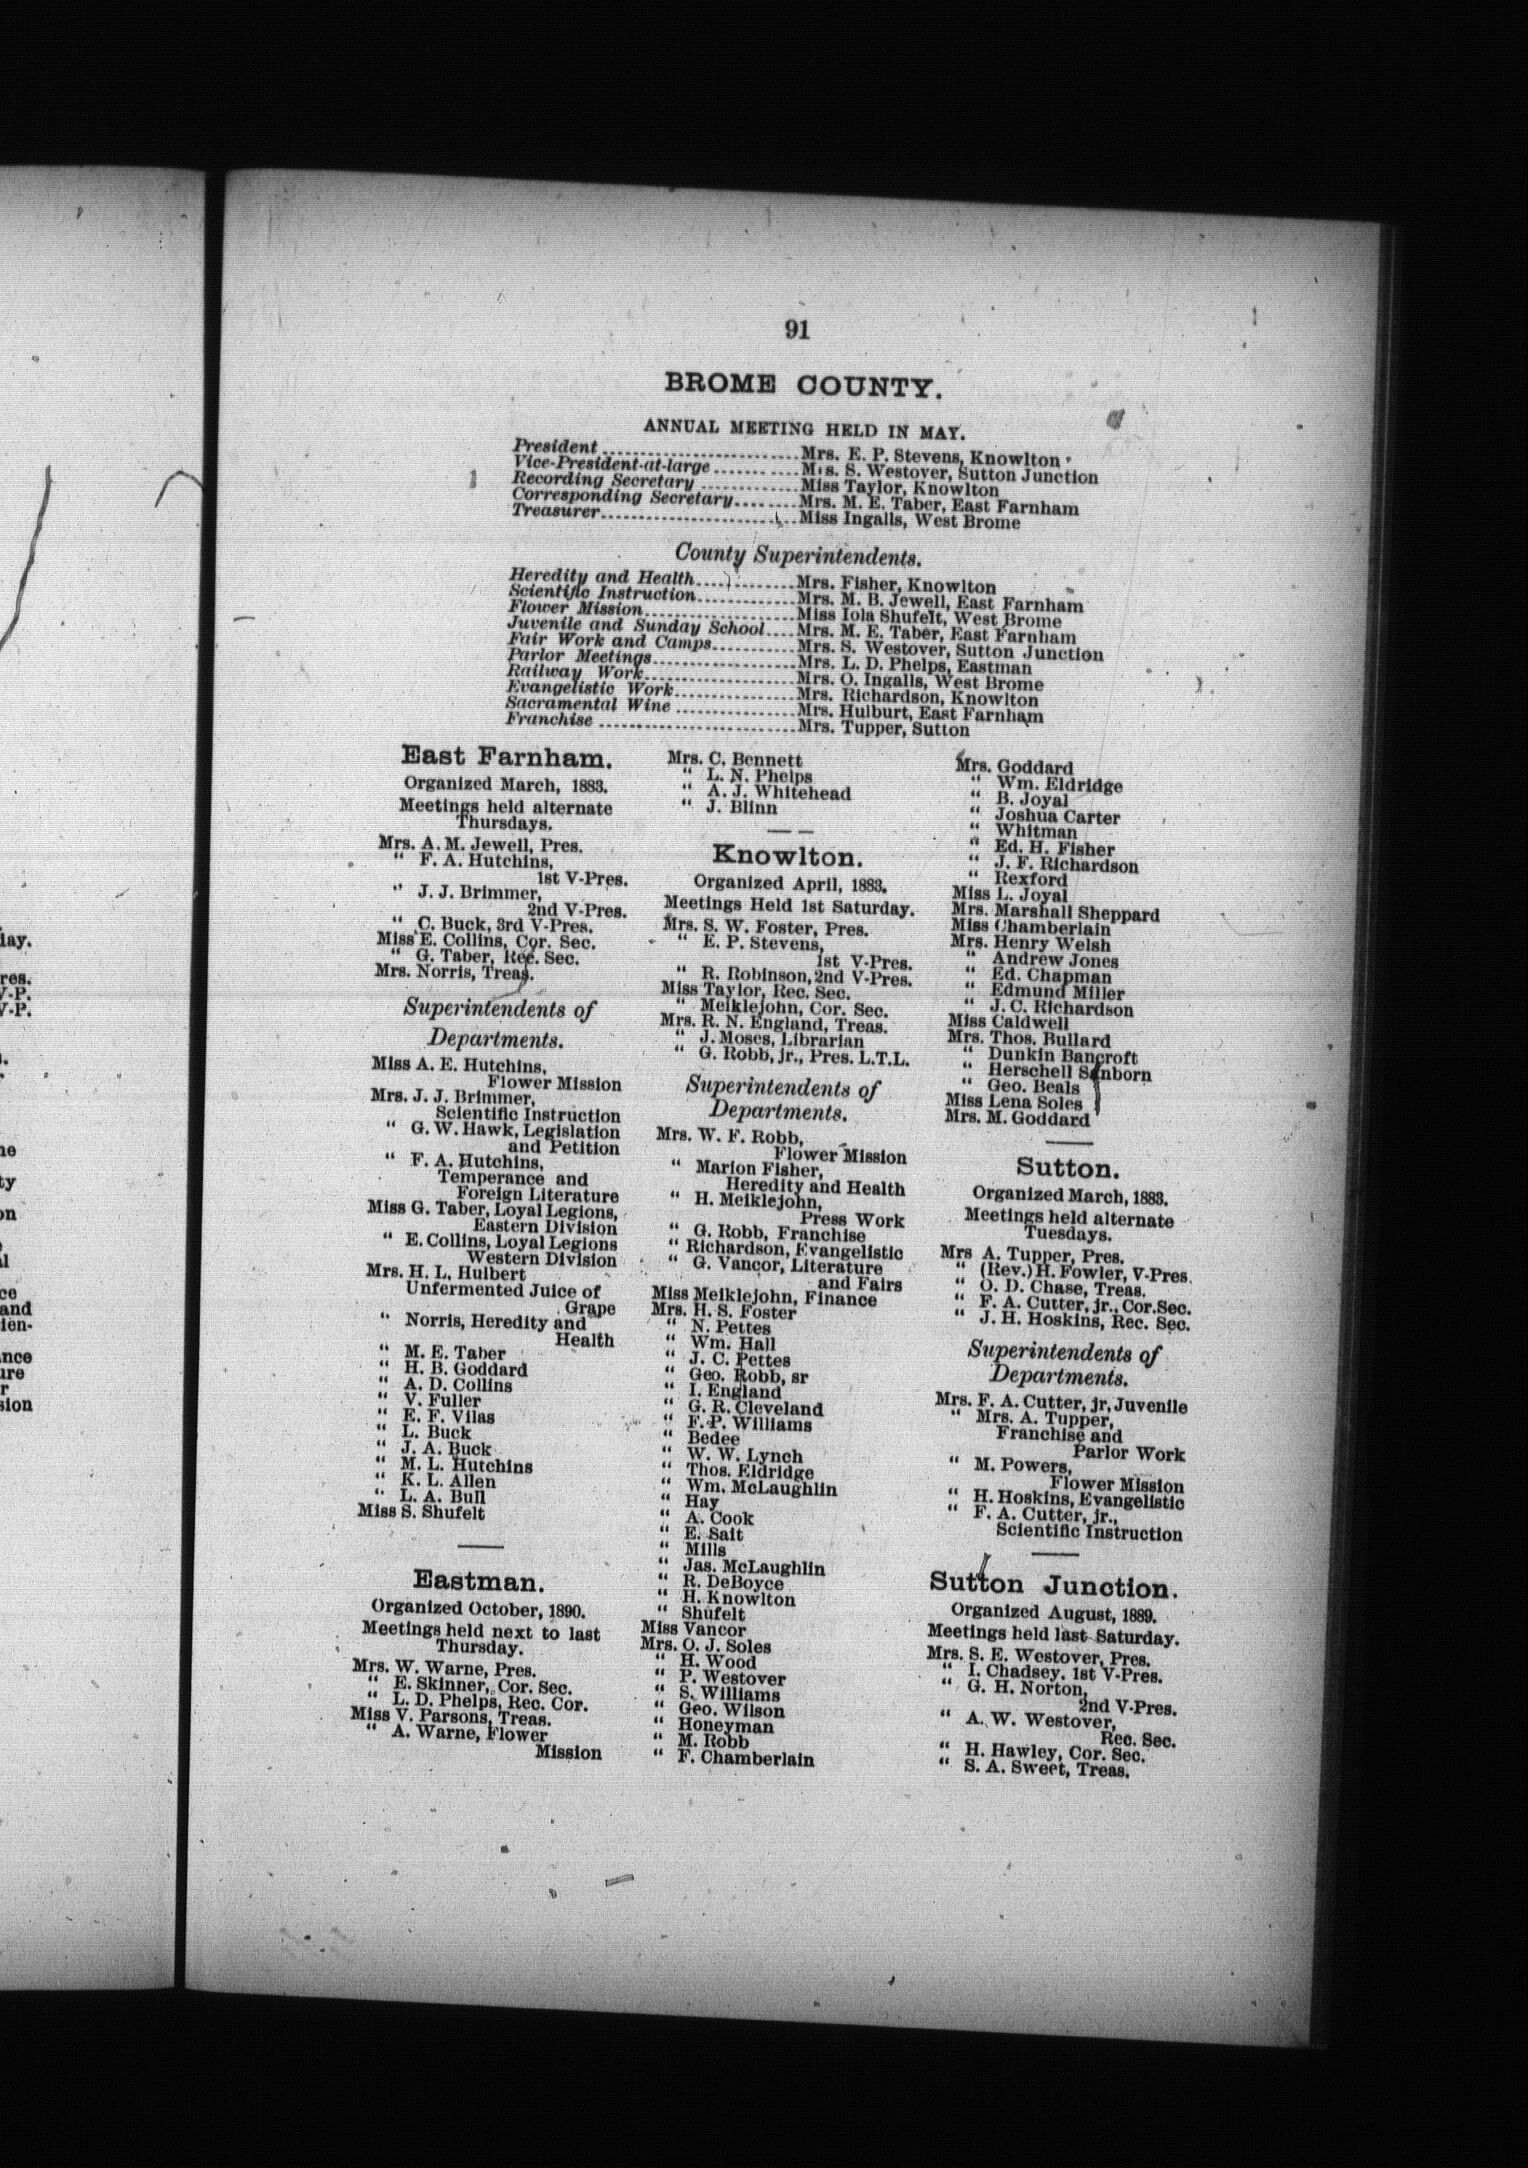 91
BROME COUNTY.
ANNUAL MEETING HELD IN MAY.
President ........................ Mrs. E. P. Stevens, Knowlton
Vice-President-at-large .......... Mrs. S. Westover, Sutton Junction
Recording Secretary ............ Miss Taylor, Knowlton
Corresponding Secretary........ Mrs. M. E. Taber, East Farnham
Treasurer........................ Miss Ingalls, West Brome
County Superintendents.
Heredity and Health............ Mrs. Fisher, Knowlton
Scientific Instruction............ Mrs. M. B. Jewell, East Farnham
Flower Mission.................. Miss Iola Shufelt, West Brome
Juvenile and Sunday School.... Mrs. M. E. Taber, East Farnham
Fair Work and Camps.......... Mrs. S. Westover, Sutton Junction
Parlor Meetings.................. Mrs. L. D. Phelps, Eastman
Railway Work.................. Mrs. O. Ingalls, West Brome
Evangelistic Work.............. Mrs. Richardson, Knowlton
Sacramental Wine .............. Mrs. Hulburt, East Farnham
Franchise ........................ Mrs. Tupper, Sutton
East Farnham.
Organized March, 1883.
Meetings held alternate
Thursdays.
Mrs. A. M. Jewell, Pres.
" F. A. Hutchins,
1st V-Pres.
" J. J. Brimmer,
2nd V-Pres.
" C. Buck, 3rd V-Pres.
Miss E. Collins, Cor. Sec.
" G. Taber, Rec. Sec.
Mrs. Norris, Treas.
Superintendents of
Departments.
Miss A. E. Hutchins,
Flower Mission
Mrs. J. J. Brimmer,
Scientific Instruction
" G. W. Hawk, Legislation
and Petition
" F. A. Hutchins,
Temperance and
Foreign Literature
Miss G. Taber, Loyal Legions,
Eastern Division
" E. Collins, Loyal Legions
Western Division
Mrs. H. L. Hulbert
Unfermented Juice of
Grape
" Norris, Heredity and
Health
" M. E. Taber
" H. B. Goddard
" A. D. Collins
" V. Fuller
" E. F. Vilas
" L. Buck
" J. A. Buck
" M. L. Hutchins
" K. L. Allen
" L. A. Bull
Miss S. Shufelt
Eastman.
Organized October, 1890.
Meetings held next to last
Thursday.
Mrs. W. Warne, Pres.
" E. Skinner, Cor. Sec.
" L. D. Phelps, Rec. Cor.
Miss V. Parsons, Treas.
" A. Warne, Flower
Mission
Mrs. C. Bennett
" L. N. Phelps
" A. J. Whitehead
" J. Blinn
Knowlton.
Organized April, 1883.
Meetings Held 1st Saturday.
Mrs. S. W. Foster, Pres.
" E. P. Stevens,
1st V-Pres.
" R. Robinson, 2nd V-Pres.
Miss Taylor, Rec. Sec.
" Meiklejohn, Cor. Sec.
Mrs. R. N. England, Treas.
" J. Moses, Librarian
" G. Robb, jr., Pres. L.T.L.
Superintendents of
Departments.
Mrs. W. F. Robb,
Flower Mission
" Marion Fisher,
Heredity and Health
" H. Meiklejohn,
Press Work
" G. Robb, Franchise
" Richardson, Evangelistic
" G. Vancor, Literature
and Fairs
Miss Meiklejohn, Finance
Mrs. H. S. Foster
" N. Pettes
" Wm. Hall
" J. C. Pettes
" Geo. Robb, sr
" I. England
" G. R. Cleveland
" F. P. Williams
" Bedee
" W. W. Lynch
" Thos. Eldridge
" Wm. McLaughlin
" Hay
" A. Cook
" E. Sait
" Mills
" Jas. McLaughlin
" R. DeBoyce
" H. Knowlton
" Shufelt
Miss Vancor
Mrs. O. J. Soles
" H. Wood
" P. Westover
" S. Williams
" Geo. Wilson
" Honeyman
" M. Robb
" F. Chamberlain
Mrs. Goddard
" Wm. Eldridge
" B. Joyal
" Joshua Carter
" Whitman
" Ed. H. Fisher
" J. F. Richardson
" Rexford
Miss L. Joyal
Mrs. Marshall Sheppard
Miss Chamberlain
Mrs. Henry Welsh
" Andrew Jones
" Ed. Chapman
" Edmund Miller
" J. C. Richardson
Miss Caldwell
Mrs. Thos. Bullard
" Dunkin Bancroft
" Herschell Sanborn
" Geo. Beals
Miss Lena Soles
Mrs. M. Goddard
Sutton.
Organized March, 1883.
Meetings held alternate
Tuesdays.
Mrs A. Tupper, Pres.
" (Rev.) H. Fowler, V-Pres.
" O. D. Chase, Treas.
" F. A. Cutter, jr., Cor. Sec.
" J. H. Hoskins, Rec. Sec.
Superintendents of
Departments.
Mrs. F. A. Cutter, jr, Juvenile
" Mrs. A. Tupper,
Franchise and
Parlor Work
" M. Powers,
Flower Mission
" H. Hoskins, Evangelistic
" F. A. Cutter, jr.,
Scientific Instruction
Sutton Junction.
Organized August, 1889.
Meetings held last Saturday.
Mrs. S. E. Westover, Pres.
" I. Chadsey, 1st V-Pres.
" G. H. Norton,
2nd V-Pres.
" A. W. Westover,
Rec. Sec.
" H. Hawley, Cor. Sec.
" S. A. Sweet, Treas.